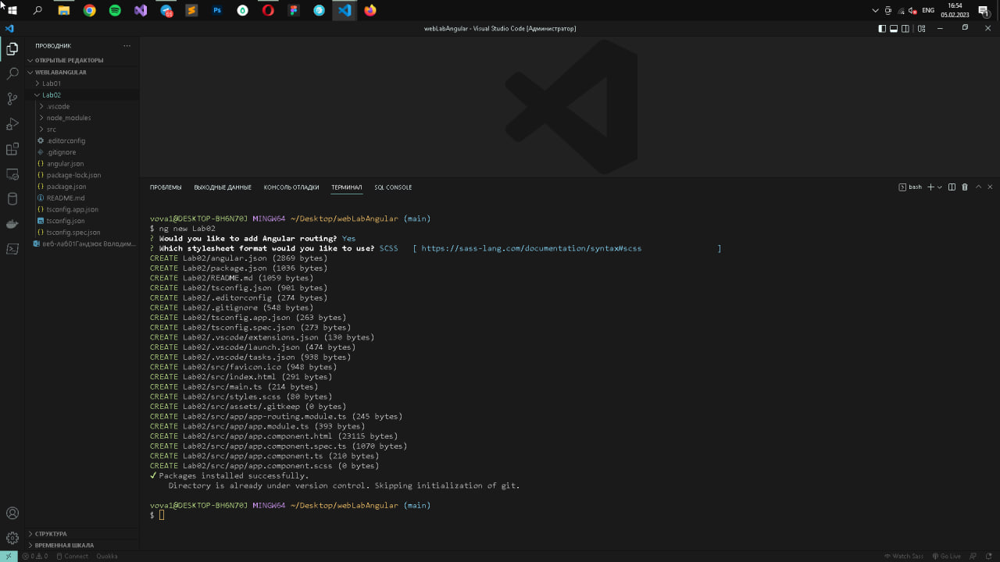 65
Ps
ENG
16:54
05.02.2023
1
webLabAngular - Visual Studio Code [Администратор]
ПРОВОДНИК
ОТКРЫТЫЕ РЕДАКТОРЫ
WEBLABANGULAR
Lab01
Lab02
.vscode
node_modules
src
.editorconfig
.gitignore
angular.json
package-lock.json
package.json
README.md
tsconfig.app.json
tsconfig.json
tsconfig.spec.json
веб-лаб01Гандзюк Володим...
СТРУКТУРА
ВРЕМЕННАЯ ШКАЛА
ПРОБЛЕМЫ ВЫХОДНЫЕ ДАННЫЕ КОНСОЛЬ ОТЛАДКИ ТЕРМИНАЛ SQL CONSOLE
bash
vova1@DESKTOP-BH6N70J MINGW64 ~/Desktop/webLabAngular (main)
$ ng new Lab02
? Would you like to add Angular routing? Yes
? Which stylesheet format would you like to use? SCSS [ https://sass-lang.com/documentation/syntax#scss ]
CREATE Lab02/angular.json (2869 bytes)
CREATE Lab02/package.json (1036 bytes)
CREATE Lab02/README.md (1059 bytes)
CREATE Lab02/tsconfig.json (901 bytes)
CREATE Lab02/.editorconfig (274 bytes)
CREATE Lab02/.gitignore (548 bytes)
CREATE Lab02/tsconfig.app.json (263 bytes)
CREATE Lab02/tsconfig.spec.json (273 bytes)
CREATE Lab02/.vscode/extensions.json (130 bytes)
CREATE Lab02/.vscode/launch.json (474 bytes)
CREATE Lab02/.vscode/tasks.json (938 bytes)
CREATE Lab02/src/favicon.ico (948 bytes)
CREATE Lab02/src/index.html (291 bytes)
CREATE Lab02/src/main.ts (214 bytes)
CREATE Lab02/src/styles.scss (80 bytes)
CREATE Lab02/src/assets/.gitkeep (0 bytes)
CREATE Lab02/src/app/app-routing.module.ts (245 bytes)
CREATE Lab02/src/app/app.module.ts (393 bytes)
CREATE Lab02/src/app/app.component.html (23115 bytes)
CREATE Lab02/src/app/app.component.spec.ts (1070 bytes)
CREATE Lab02/src/app/app.component.ts (210 bytes)
CREATE Lab02/src/app/app.component.scss (0 bytes)
✓ Packages installed successfully.
Directory is already under version control. Skipping initialization of git.
vova1@DESKTOP-BH6N70J MINGW64 ~/Desktop/webLabAngular (main)
$
0 0 Connect Quokka Watch Sass Go Live